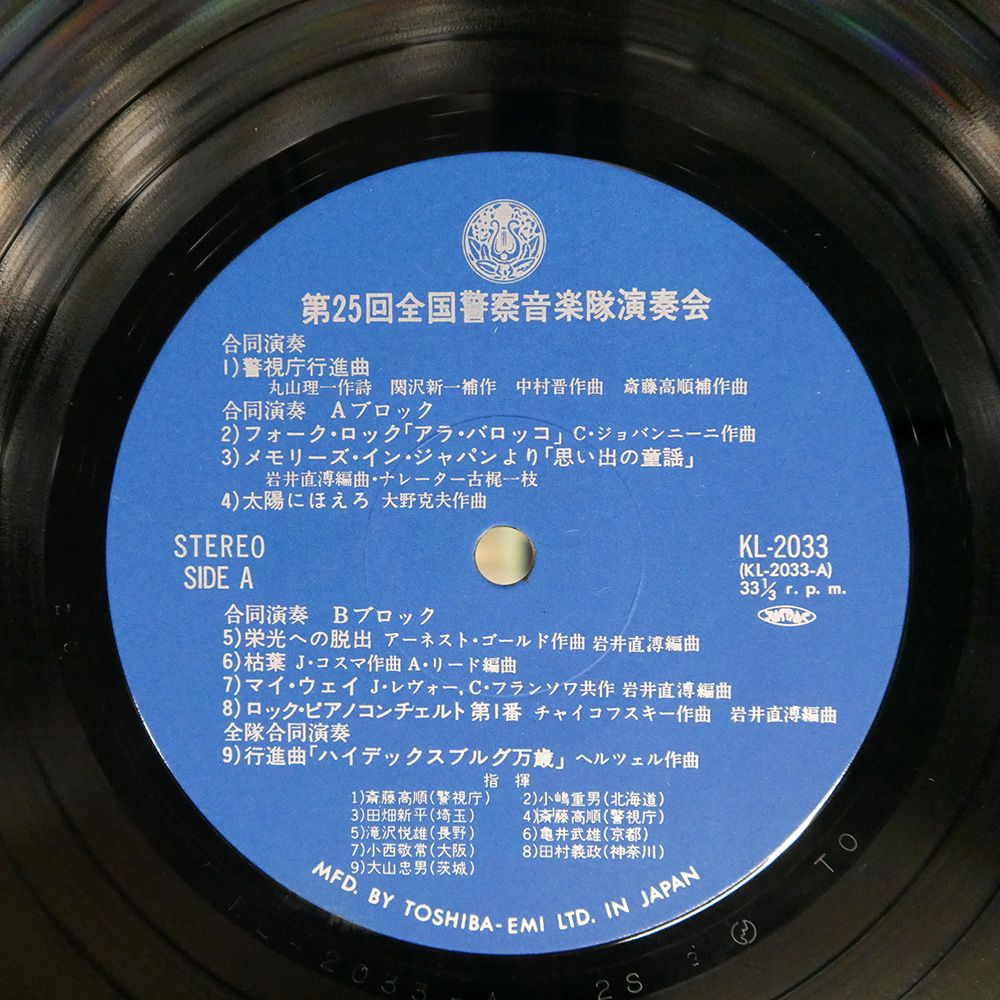 第25回全国警察音楽隊演奏会
合同演奏
1)警視庁行進曲
丸山理一作詩 関沢新一補作 中村晋作曲 斎藤高順補作曲
合同演奏 Aブロック
2)フォーク・ロック「アラ・バロッコ」C・ジョバンニーニ作曲
3)メモリーズ・イン・ジャパンより「思い出の童謡」
岩井直溥編曲・ナレーター古梶一枝
4)太陽にほえろ 大野克夫作曲
STEREO
SIDE A
KL-2033
(KL-2033-A)
33⅓ r. p. m.
JASRAC
合同演奏 Bブロック
5)栄光への脱出 アーネスト・ゴールド作曲 岩井直溥編曲
6)枯葉 J・コスマ作曲 A・リード編曲
7)マイ・ウェイ J・レヴォー, C・フランソワ共作 岩井直溥編曲
8)ロック・ピアノコンチェルト第1番 チャイコフスキー作曲 岩井直溥編曲
全隊合同演奏
9)行進曲「ハイデックスブルグ万歳」ヘルツェル作曲
指揮
1)斎藤高順(警視庁) 2)小嶋重男(北海道)
3)田畑新平(埼玉) 4)斎藤高順(警視庁)
5)滝沢悦雄(長野) 6)亀井武雄(京都)
7)小西敬常(大阪) 8)田村義政(神奈川)
9)大山忠男(茨城)
MFD. BY TOSHIBA-EMI LTD. IN JAPAN
KL-2033-A 2S 2
TO